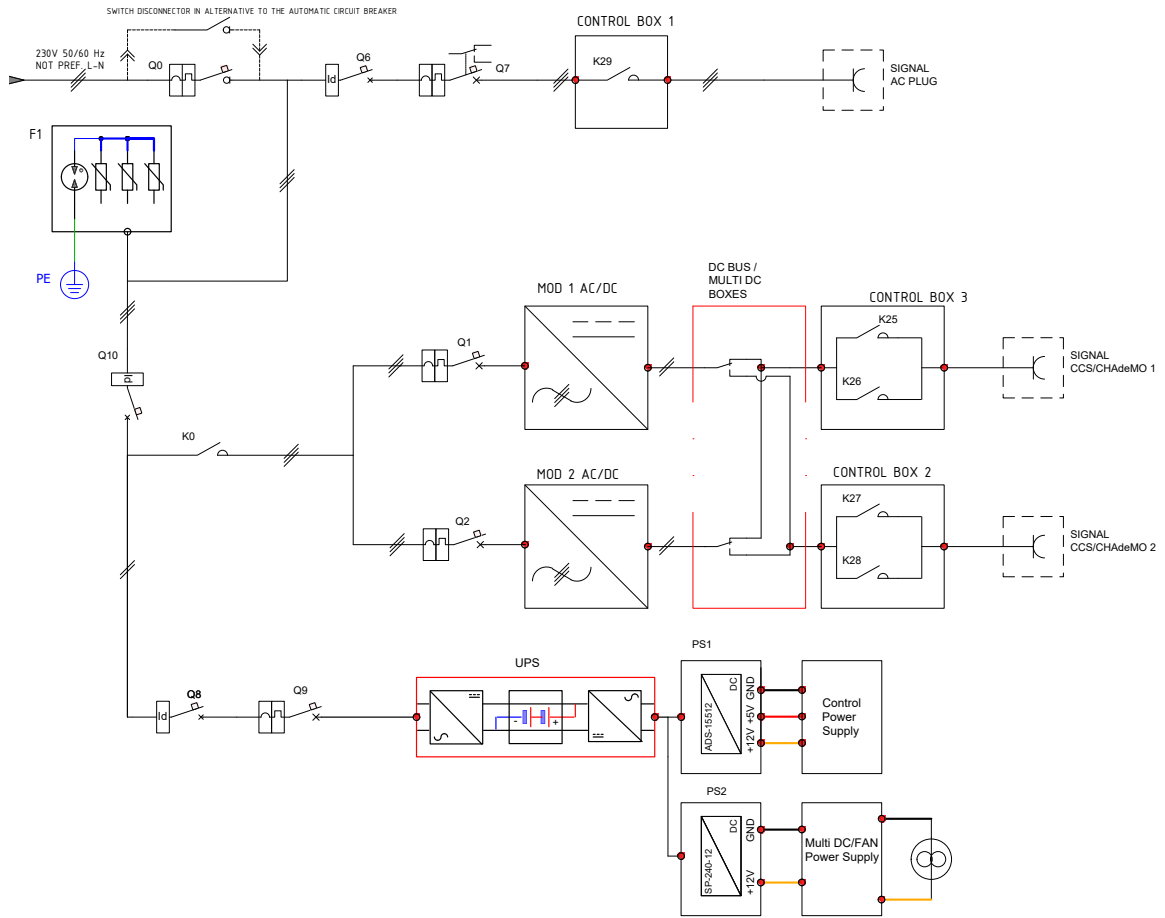 SWITCH DISCONNECTOR IN ALTERNATIVE TO THE AUTOMATIC CIRCUIT BREAKER
CONTROL BOX 1
230V 50/60 Hz
NOT PREF. L-N
Q0
Q6
Q7
K29
SIGNAL
AC PLUG
Id
F1
PE
DC BUS /
MULTI DC
BOXES
MOD 1 AC/DC
CONTROL BOX 3
K25
Q10
Id
Q1
K26
SIGNAL
CCS/CHAdeMO 1
K0
MOD 2 AC/DC
CONTROL BOX 2
K27
Q2
K28
SIGNAL
CCS/CHAdeMO 2
PS1
UPS
Q8
Q9
Id
-
+
ADS-15512
DC
GND
+5V
+12V
Control
Power
Supply
PS2
SP-240-12
DC
GND
+12V
Multi DC/FAN
Power Supply